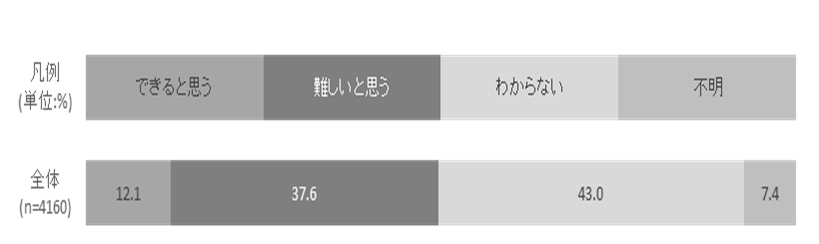 凡例
(単位:%)
できると思う 難しいと思う わからない 不明
全体
(n=4160)
12.1 37.6 43.0 7.4